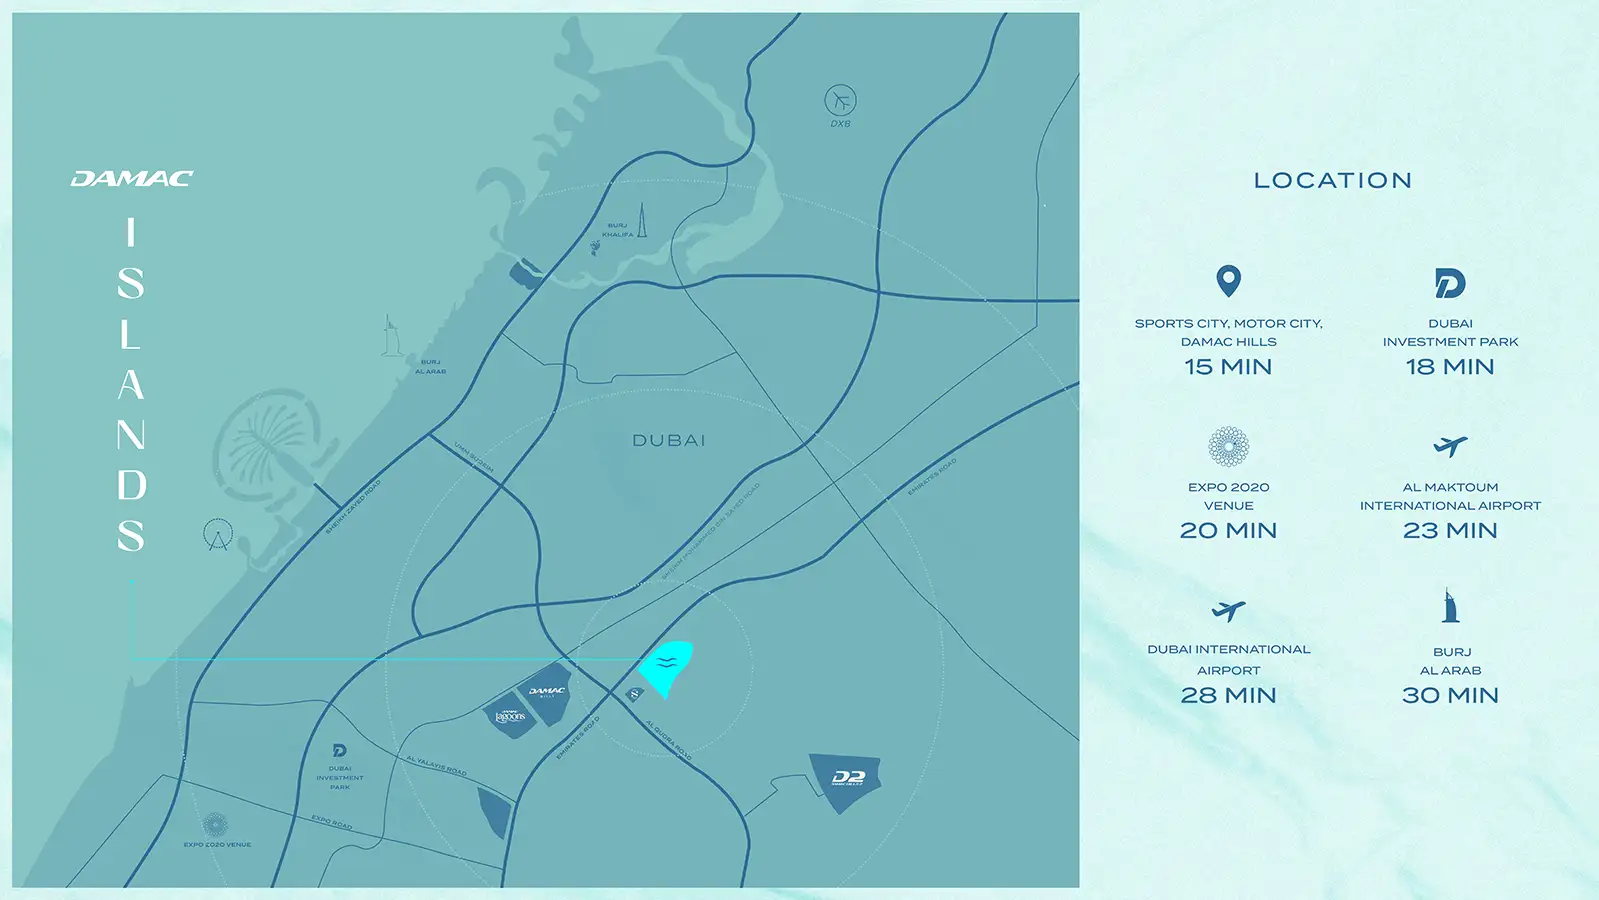 DAMAC
ISLANDS
DXB
BURJ
KHALIFA
BURJ
AL ARAB
DUBAI
UMM SUQEIM
SHEIKH ZAYED ROAD
SHEIKH MOHAMMED BIN ZAYED ROAD
EMIRATES ROAD
DAMAC
HILLS
DAMAC
lagoons
EMIRATES ROAD
AL QUDRA ROAD
AL YALAYIS ROAD
DUBAI
INVESTMENT
PARK
EXPO ROAD
EXPO 2020 VENUE
D2
LOCATION
SPORTS CITY, MOTOR CITY,
DAMAC HILLS
15 MIN
DUBAI
INVESTMENT PARK
18 MIN
EXPO 2020
VENUE
20 MIN
AL MAKTOUM
INTERNATIONAL AIRPORT
23 MIN
DUBAI INTERNATIONAL
AIRPORT
28 MIN
BURJ
AL ARAB
30 MIN